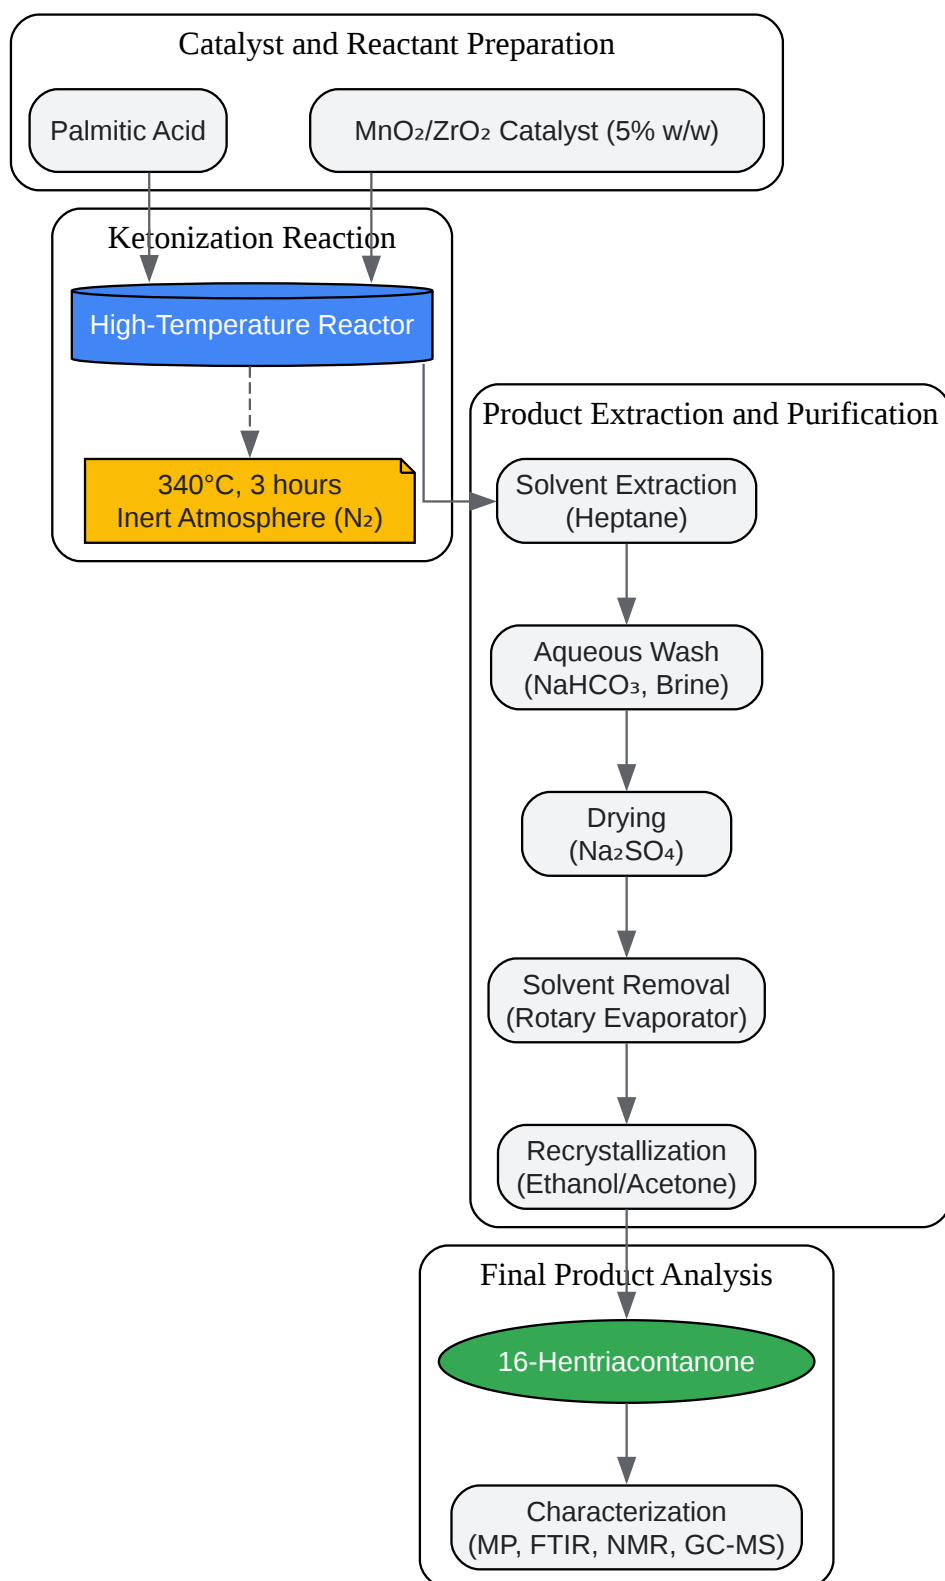 Catalyst and Reactant Preparation
Palmitic Acid
MnO₂/ZrO₂ Catalyst (5% w/w)
Ketonization Reaction
High-Temperature Reactor
340°C, 3 hours
Inert Atmosphere (N₂)
Product Extraction and Purification
Solvent Extraction
(Heptane)
Aqueous Wash
(NaHCO₃, Brine)
Drying
(Na₂SO₄)
Solvent Removal
(Rotary Evaporator)
Recrystallization
(Ethanol/Acetone)
Final Product Analysis
16-Hentriacontanone
Characterization
(MP, FTIR, NMR, GC-MS)